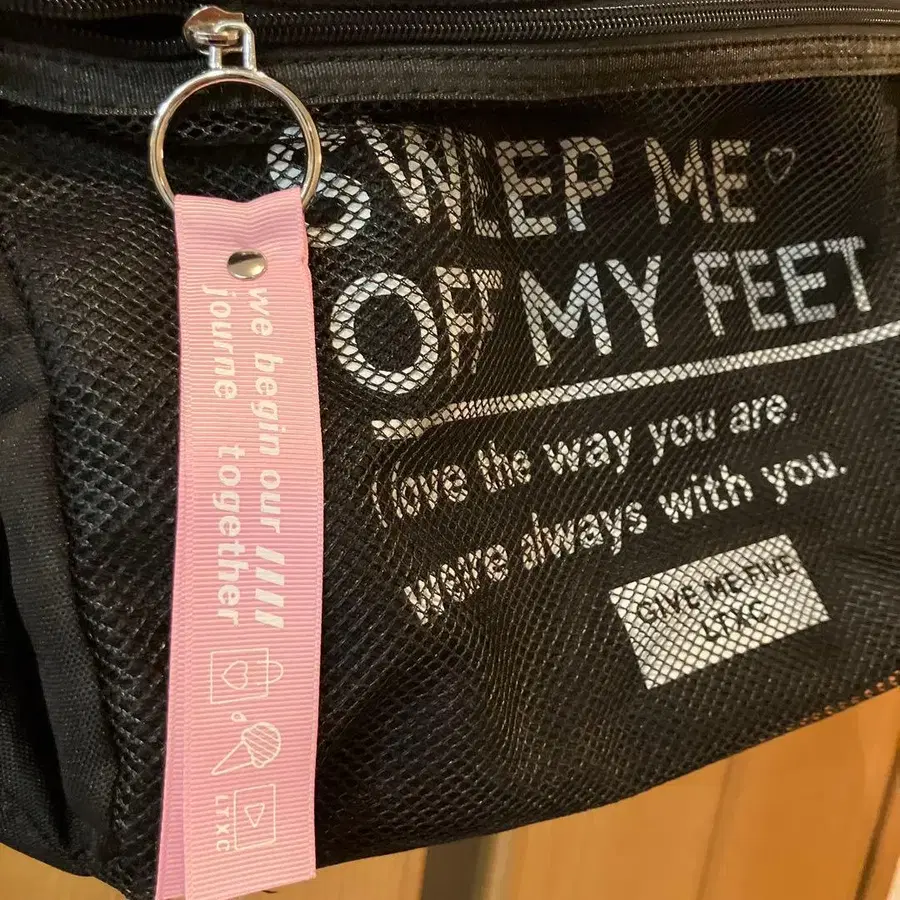 we begin our ////
journe together
LTXC
SWEEP ME ♡
OFF MY FEET
I love the way you are.
we're always with you.
GIVE ME FIVE
LTXC